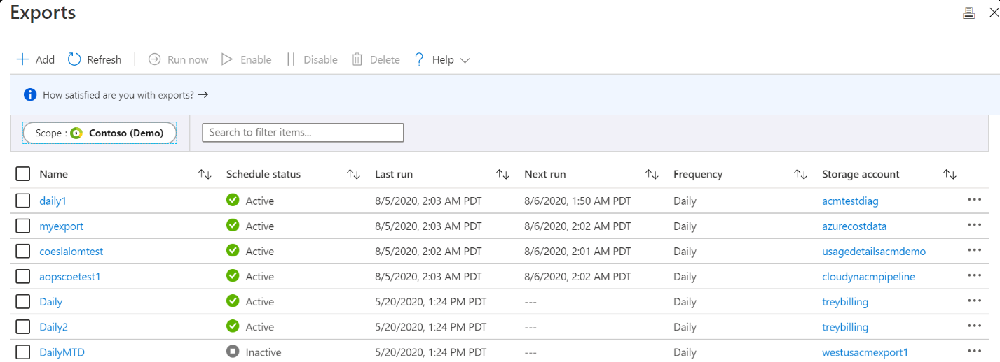 Exports
Add Refresh Run now Enable Disable Delete ? Help
How satisfied are you with exports? →
Scope : Contoso (Demo) Search to filter items...
Name Schedule status Last run Next run Frequency Storage account
daily1 Active 8/5/2020, 2:03 AM PDT 8/6/2020, 1:50 AM PDT Daily acmtestdiag ...
myexport Active 8/5/2020, 2:03 AM PDT 8/6/2020, 2:02 AM PDT Daily azurecostdata ...
coeslalomtest Active 8/5/2020, 2:02 AM PDT 8/6/2020, 2:01 AM PDT Daily usagedetailsacmdemo ...
aopscoetest1 Active 8/5/2020, 2:03 AM PDT 8/6/2020, 2:02 AM PDT Daily cloudynacmpipeline ...
Daily Active 5/20/2020, 1:24 PM PDT --- Daily treybilling ...
Daily2 Active 5/20/2020, 1:24 PM PDT --- Daily treybilling ...
DailyMTD Inactive 5/20/2020, 1:24 PM PDT --- Daily westusacmexport1 ...